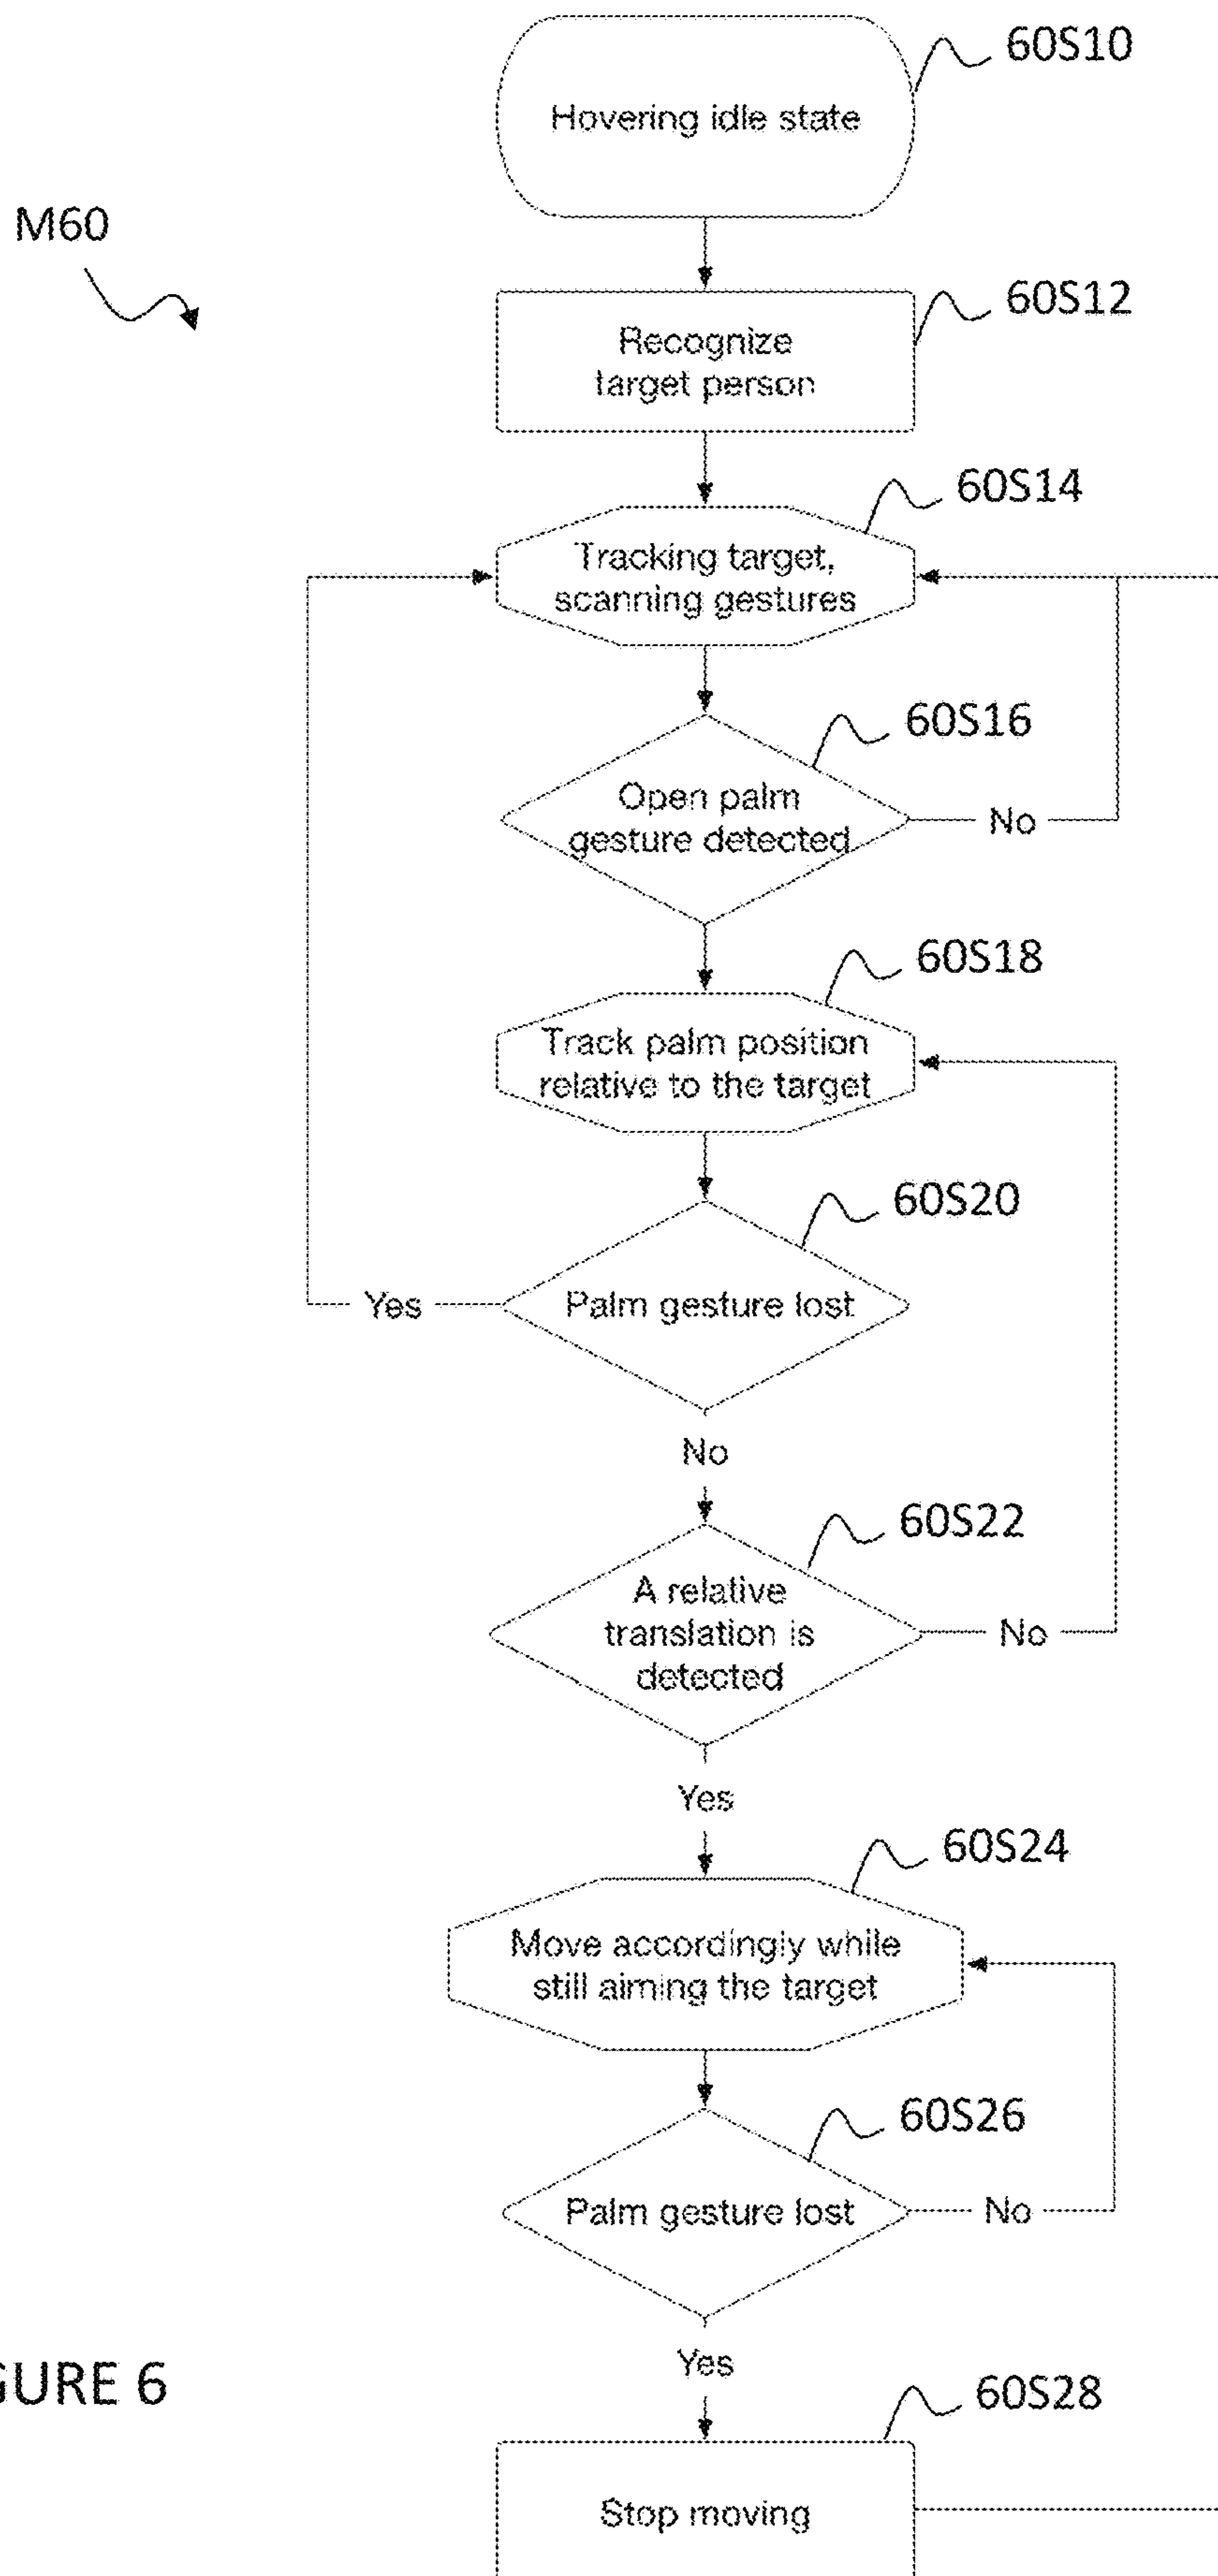 60S10
Hovering idle state
M60
60S12
Recognize
target person
60S14
Tracking target,
scanning gestures
60S16
Open palm
gesture detected
No
60S18
Track palm position
relative to the target
60S20
Palm gesture lost
Yes
No
60S22
A relative
translation is
detected
No
Yes
60S24
Move accordingly while
still aiming the target
60S26
Palm gesture lost
No
Yes
GURE 6
60S28
Stop moving